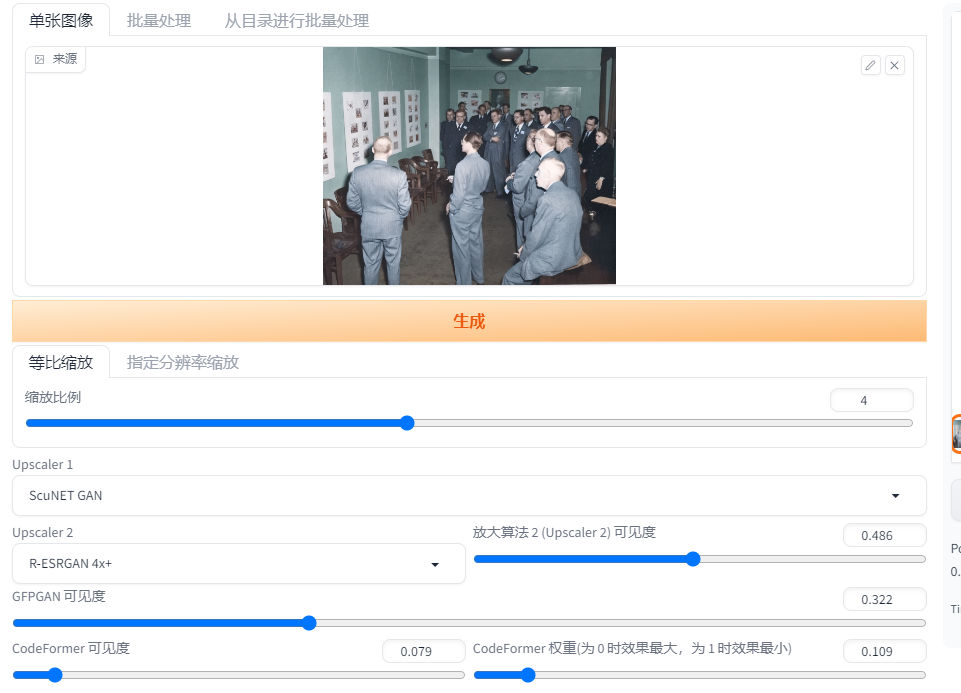 单张图像 批量处理 从目录进行批量处理
来源
生成
等比缩放 指定分辨率缩放
缩放比例 4
Upscaler 1
ScuNET GAN
Upscaler 2 放大算法 2 (Upscaler 2) 可见度 0.486
R-ESRGAN 4x+
GFPGAN 可见度 0.322
CodeFormer 可见度 0.079 CodeFormer 权重(为 0 时效果最大，为 1 时效果最小) 0.109
Po
0.
Ti